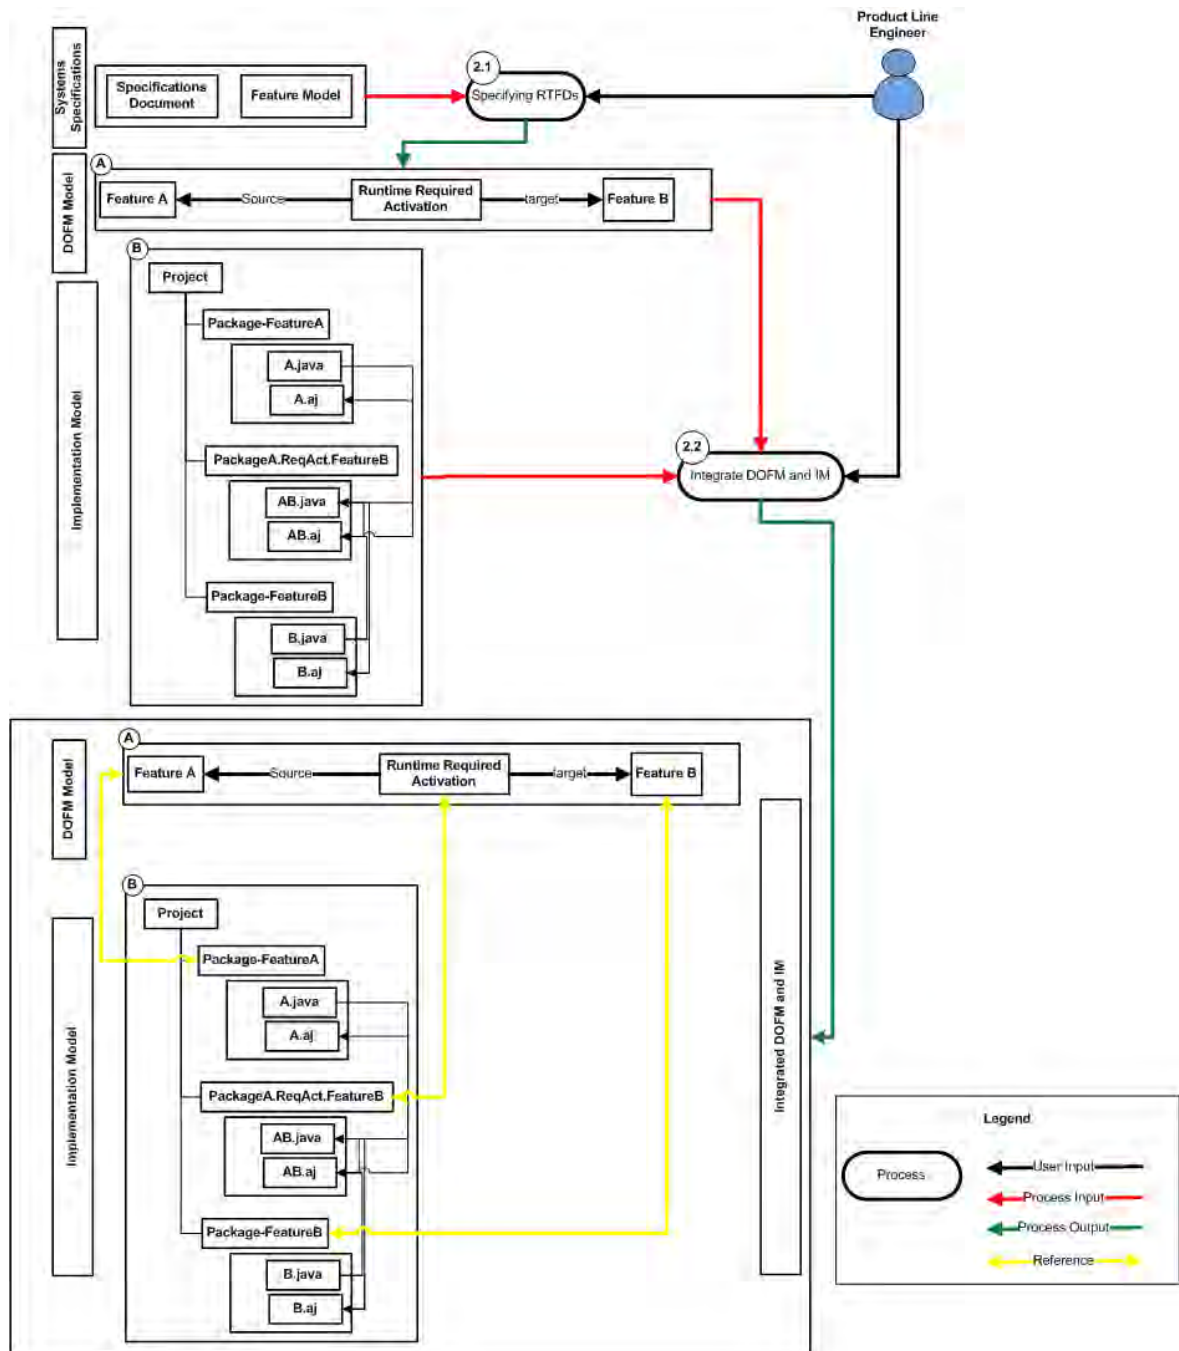 Product Line
Engineer
Systems
Specifications
Specifications
Document
Feature Model
2.1
Specifying RTFDs
DOFM Model
A
Feature A
Source
Runtime Required
Activation
target
Feature B
Implementation Model
B
Project
Package-FeatureA
A.java
A.aj
PackageA.ReqAct.FeatureB
AB.java
AB.aj
Package-FeatureB
B.java
B.aj
2.2
Integrate DOFM and IM
DOFM Model
A
Feature A
Source
Runtime Required
Activation
target
Feature B
Implementation Model
B
Project
Package-FeatureA
A.java
A.aj
PackageA.ReqAct.FeatureB
AB.java
AB.aj
Package-FeatureB
B.java
B.aj
Integrated DOFM and IM
Legend
Process
User Input
Process Input
Process Output
Reference